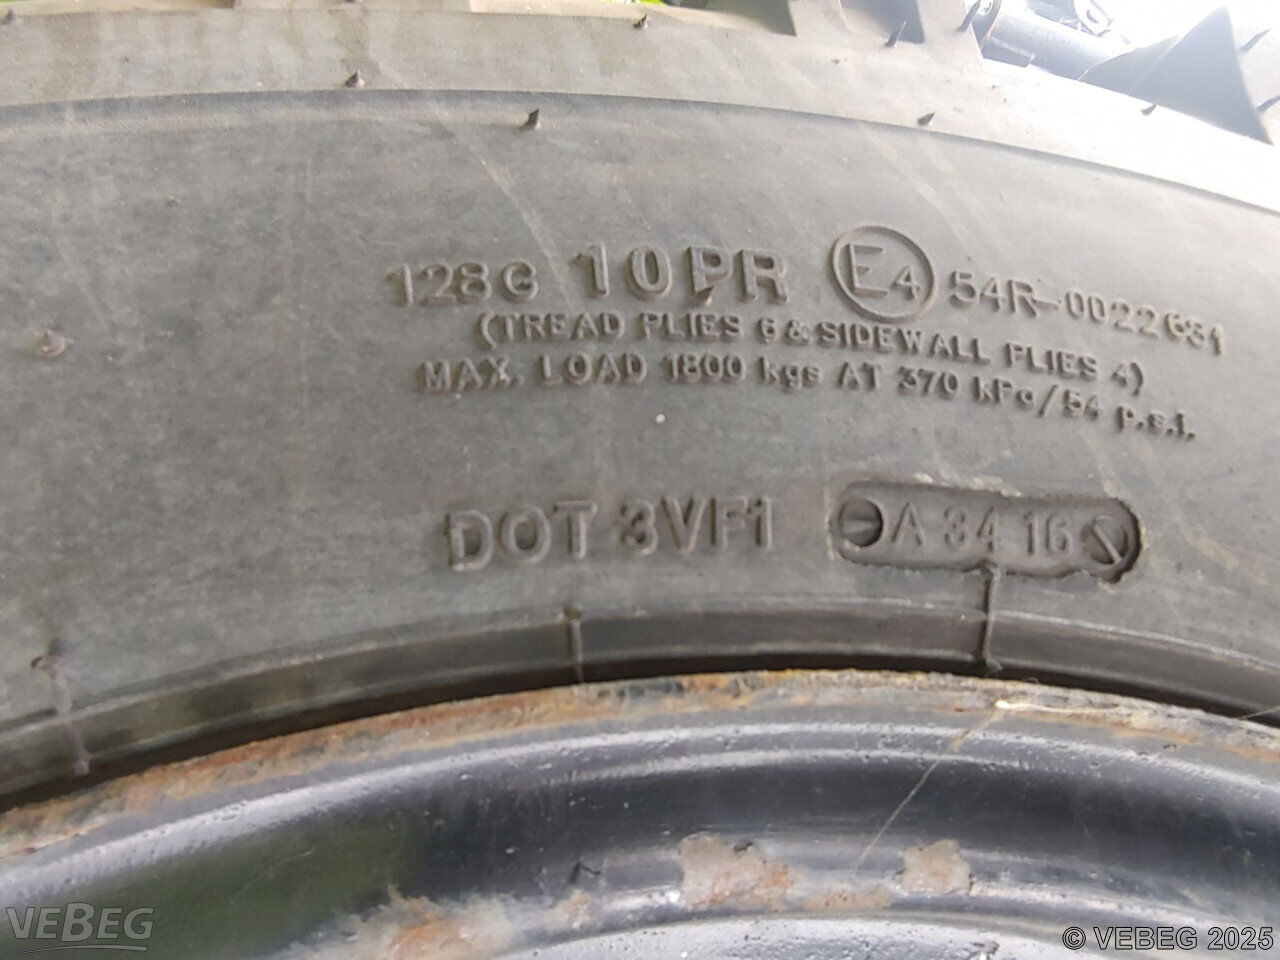 128G 10PR E4 54R-0022631
(TREAD PLIES 6 & SIDEWALL PLIES 4)
MAX. LOAD 1800 kgs AT 370 kPa/54 p.s.i.
DOT 3VF1 A 34 16
VEBEG
© VEBEG 2025